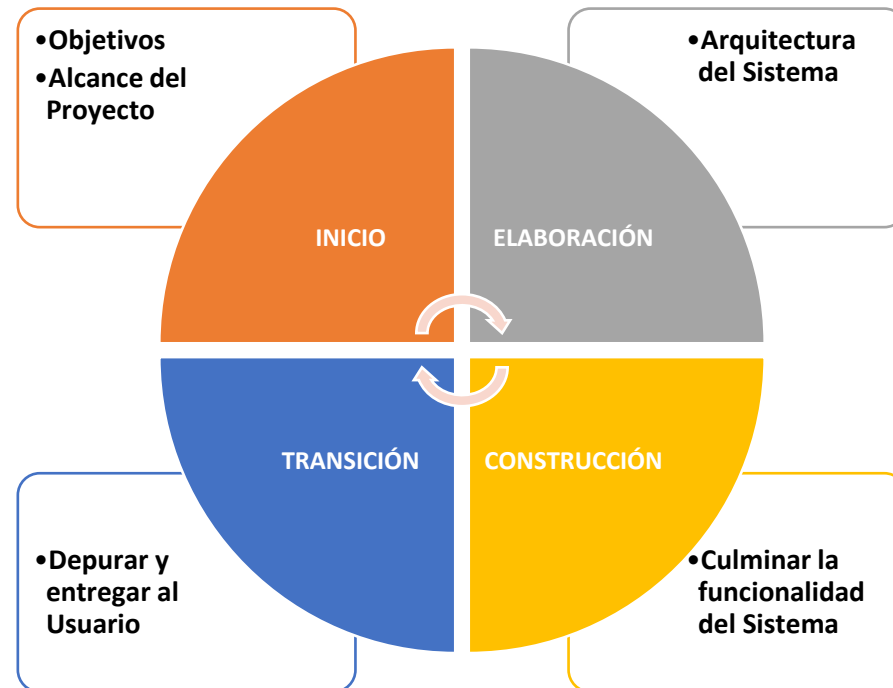 •Objetivos
•Alcance del
Proyecto
•Arquitectura
del Sistema
INICIO
ELABORACIÓN
TRANSICIÓN
CONSTRUCCIÓN
•Depurar y
entregar al
Usuario
•Culminar la
funcionalidad
del Sistema